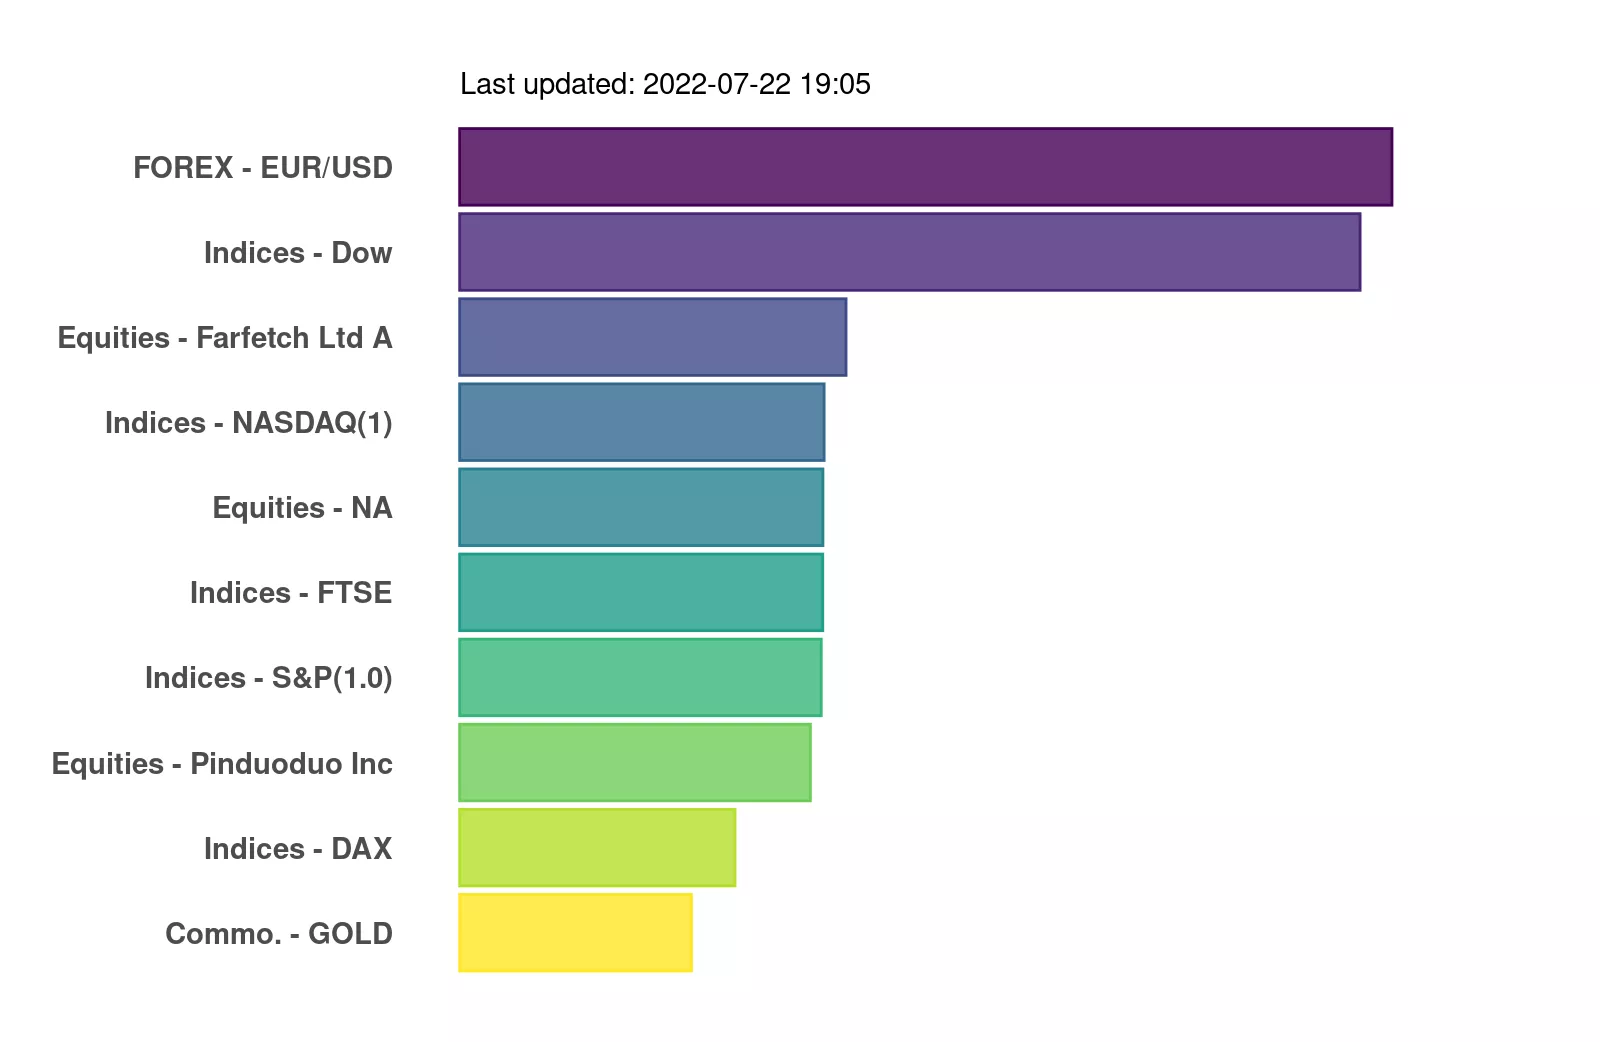 Last updated: 2022-07-22 19:05
FOREX - EUR/USD
Indices - Dow
Equities - Farfetch Ltd A
Indices - NASDAQ(1)
Equities - NA
Indices - FTSE
Indices - S&P(1.0)
Equities - Pinduoduo Inc
Indices - DAX
Commo. - GOLD